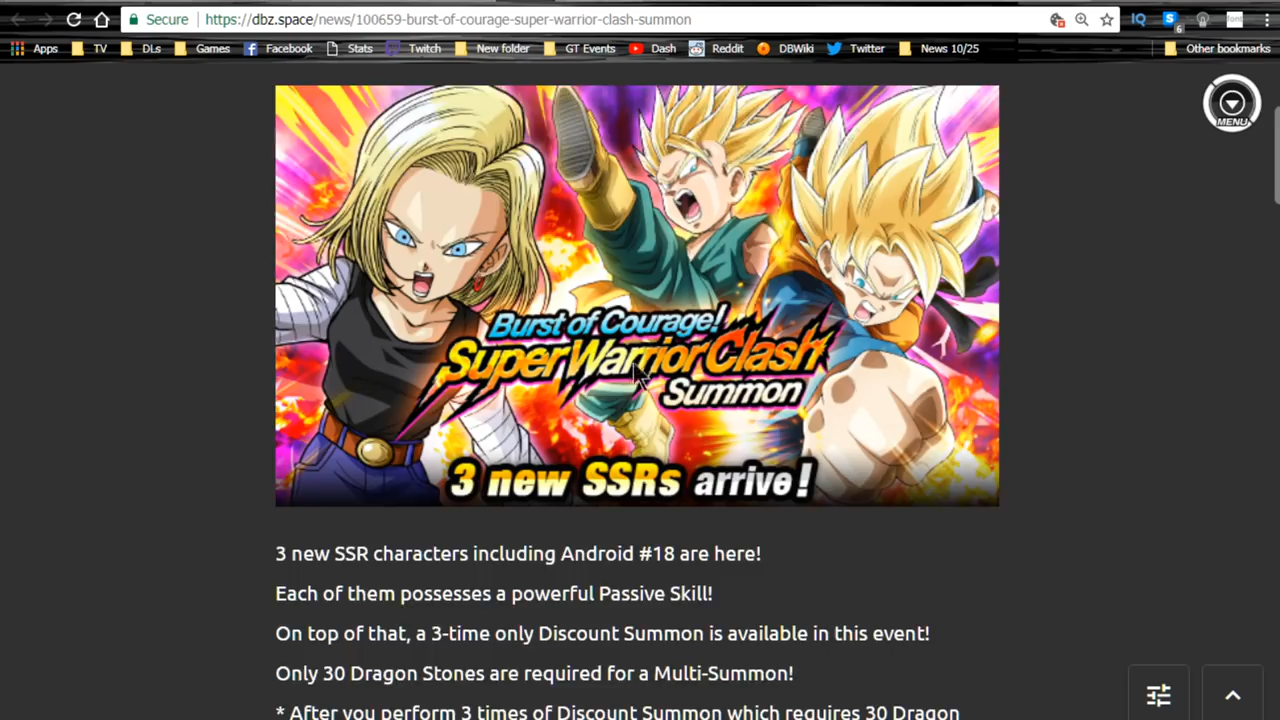 Secure https://dbz.space/news/100659-burst-of-courage-super-warrior-clash-summon
IQ
S
6
font
Apps TV DLs Games Facebook Stats Twitch New folder GT Events Dash Reddit DBWiki Twitter News 10/25 Other bookmarks
MENU
Burst of Courage!
Super Warrior Clash
Summon
3 new SSRs arrive!
3 new SSR characters including Android #18 are here!
Each of them possesses a powerful Passive Skill!
On top of that, a 3-time only Discount Summon is available in this event!
Only 30 Dragon Stones are required for a Multi-Summon!
* After you perform 3 times of Discount Summon which requires 30 Dragon